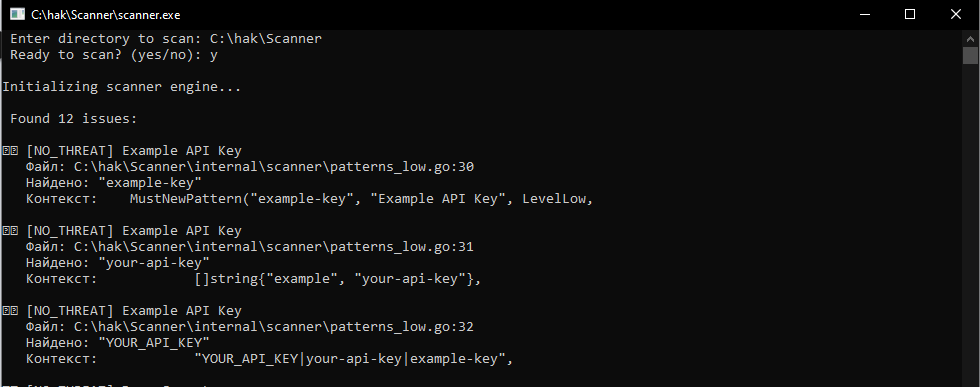 C:\hak\Scanner\scanner.exe
Enter directory to scan: C:\hak\Scanner
Ready to scan? (yes/no): y
Initializing scanner engine...
Found 12 issues:
[NO_THREAT] Example API Key
Файл: C:\hak\Scanner\internal\scanner\patterns_low.go:30
Найдено: "example-key"
Контекст: MustNewPattern("example-key", "Example API Key", LevelLow,
[NO_THREAT] Example API Key
Файл: C:\hak\Scanner\internal\scanner\patterns_low.go:31
Найдено: "your-api-key"
Контекст: []string{"example", "your-api-key"},
[NO_THREAT] Example API Key
Файл: C:\hak\Scanner\internal\scanner\patterns_low.go:32
Найдено: "YOUR_API_KEY"
Контекст: "YOUR_API_KEY|your-api-key|example-key",